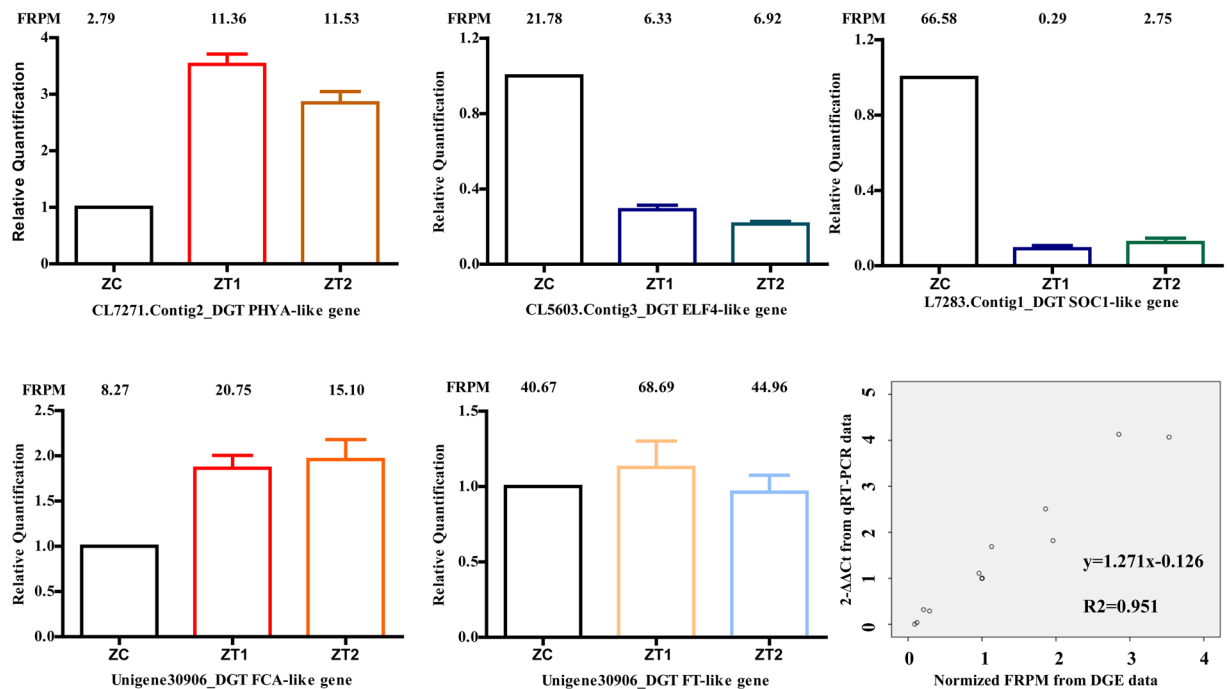 FRPM 2.79 11.36 11.53
4
3
2
1
0
Relative Quantification
ZC ZT1 ZT2
CL7271.Contig2_DGT PHYA-like gene
FRPM 21.78 6.33 6.92
1.2
0.8
0.4
0.0
Relative Quantification
ZC ZT1 ZT2
CL5603.Contig3_DGT ELF4-like gene
66.58 0.29 2.75
1.2
0.8
0.4
0.0
Relative Quantification
ZC ZT1 ZT2
L7283.Contig1_DGT SOC1-like gene
FRPM 8.27 20.75 15.10
2.5
2.0
1.5
1.0
0.5
0.0
Relative Quantification
ZC ZT1 ZT2
Unigene30906_DGT FCA-like gene
FRPM 40.67 68.69 44.96
1.5
1.0
0.5
0.0
Relative Quantification
ZC ZT1 ZT2
Unigene30906_DGT FT-like gene
5
4
3
2
1
0
2-ΔΔCt from qRT-PCR data
y=1.271x-0.126
R2=0.951
0 1 2 3 4
Normized FRPM from DGE data